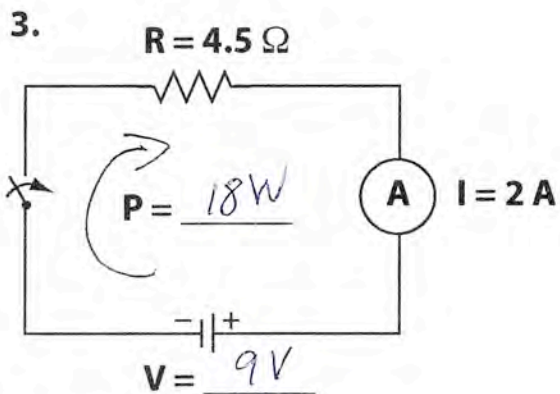 3.
R = 4.5 Ω
P = 18W
A
I = 2 A
- +
V = 9V